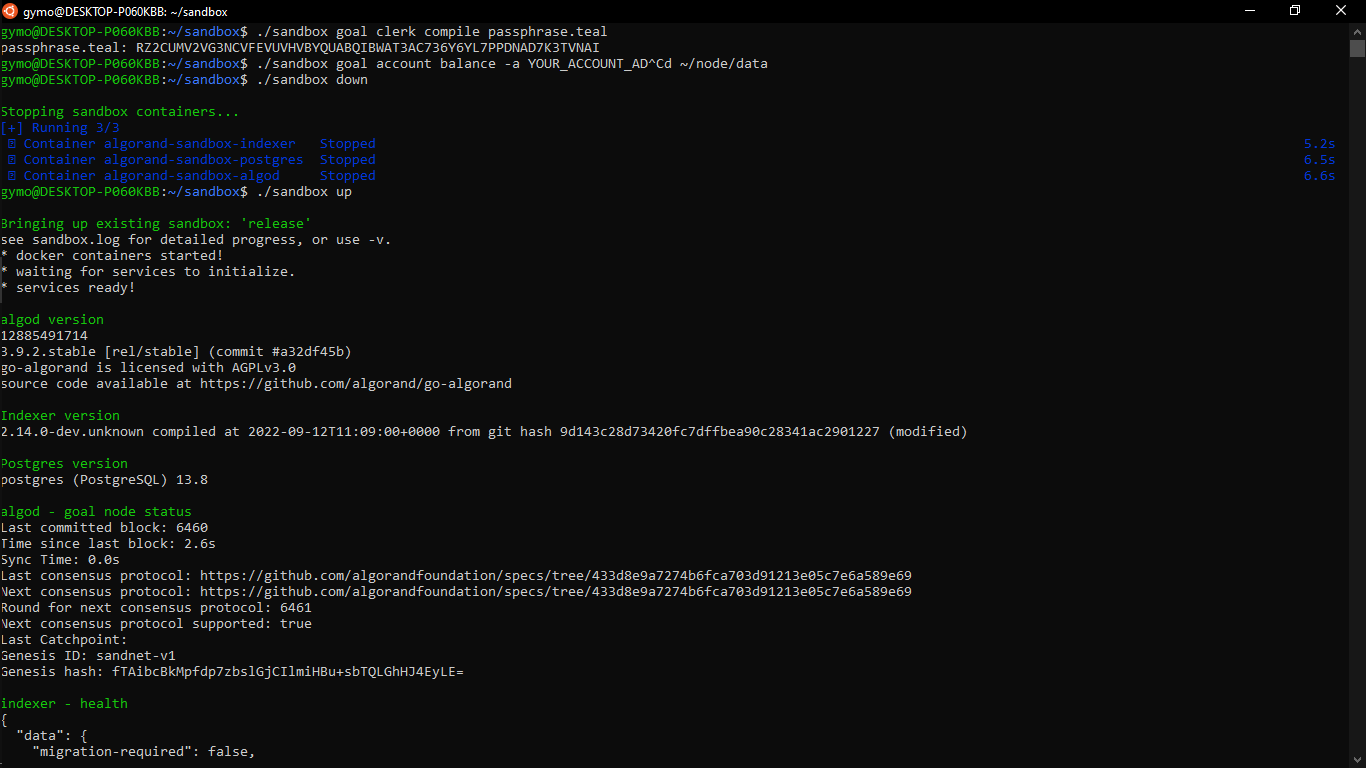 gymo@DESKTOP-P060KBB: ~/sandbox
gymo@DESKTOP-P060KBB:~/sandbox$ ./sandbox goal clerk compile passphrase.teal
passphrase.teal: RZ2CUMV2VG3NCVFEVUVHVBYQUABQIBWAT3AC736Y6YL7PPDNAD7K3TVNAI
gymo@DESKTOP-P060KBB:~/sandbox$ ./sandbox goal account balance -a YOUR_ACCOUNT_AD^Cd ~/node/data
gymo@DESKTOP-P060KBB:~/sandbox$ ./sandbox down
Stopping sandbox containers...
[+] Running 3/3
Container algorand-sandbox-indexer Stopped 5.2s
Container algorand-sandbox-postgres Stopped 6.5s
Container algorand-sandbox-algod Stopped 6.6s
gymo@DESKTOP-P060KBB:~/sandbox$ ./sandbox up
Bringing up existing sandbox: 'release'
see sandbox.log for detailed progress, or use -v.
* docker containers started!
* waiting for services to initialize.
* services ready!
algod version
12885491714
3.9.2.stable [rel/stable] (commit #a32df45b)
go-algorand is licensed with AGPLv3.0
source code available at https://github.com/algorand/go-algorand
Indexer version
2.14.0-dev.unknown compiled at 2022-09-12T11:09:00+0000 from git hash 9d143c28d73420fc7dffbea90c28341ac2901227 (modified)
Postgres version
postgres (PostgreSQL) 13.8
algod - goal node status
Last committed block: 6460
Time since last block: 2.6s
Sync Time: 0.0s
Last consensus protocol: https://github.com/algorandfoundation/specs/tree/433d8e9a7274b6fca703d91213e05c7e6a589e69
Next consensus protocol: https://github.com/algorandfoundation/specs/tree/433d8e9a7274b6fca703d91213e05c7e6a589e69
Round for next consensus protocol: 6461
Next consensus protocol supported: true
Last Catchpoint:
Genesis ID: sandnet-v1
Genesis hash: fTAibcBkMpfdp7zbslGjCIlmiHBu+sbTQLGhHJ4EyLE=
indexer - health
{
"data": {
"migration-required": false,